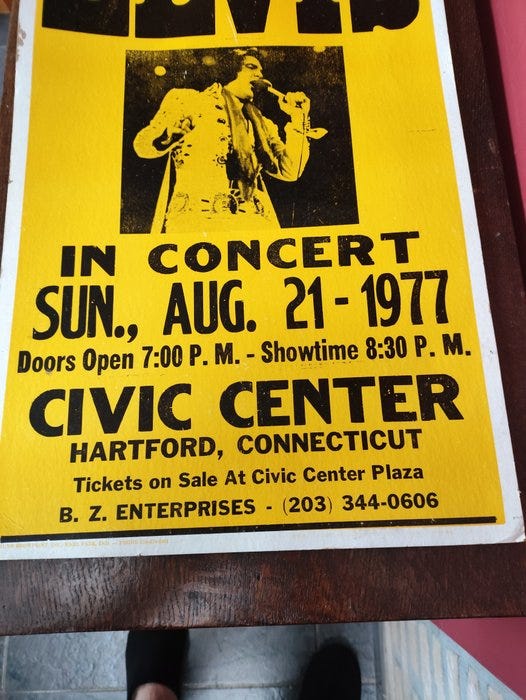 ELVIS
IN CONCERT
SUN., AUG. 21-1977
Doors Open 7:00 P. M. - Showtime 8:30 P. M.
CIVIC CENTER
HARTFORD, CONNECTICUT
Tickets on Sale At Civic Center Plaza
B. Z. ENTERPRISES - (203) 344-0606